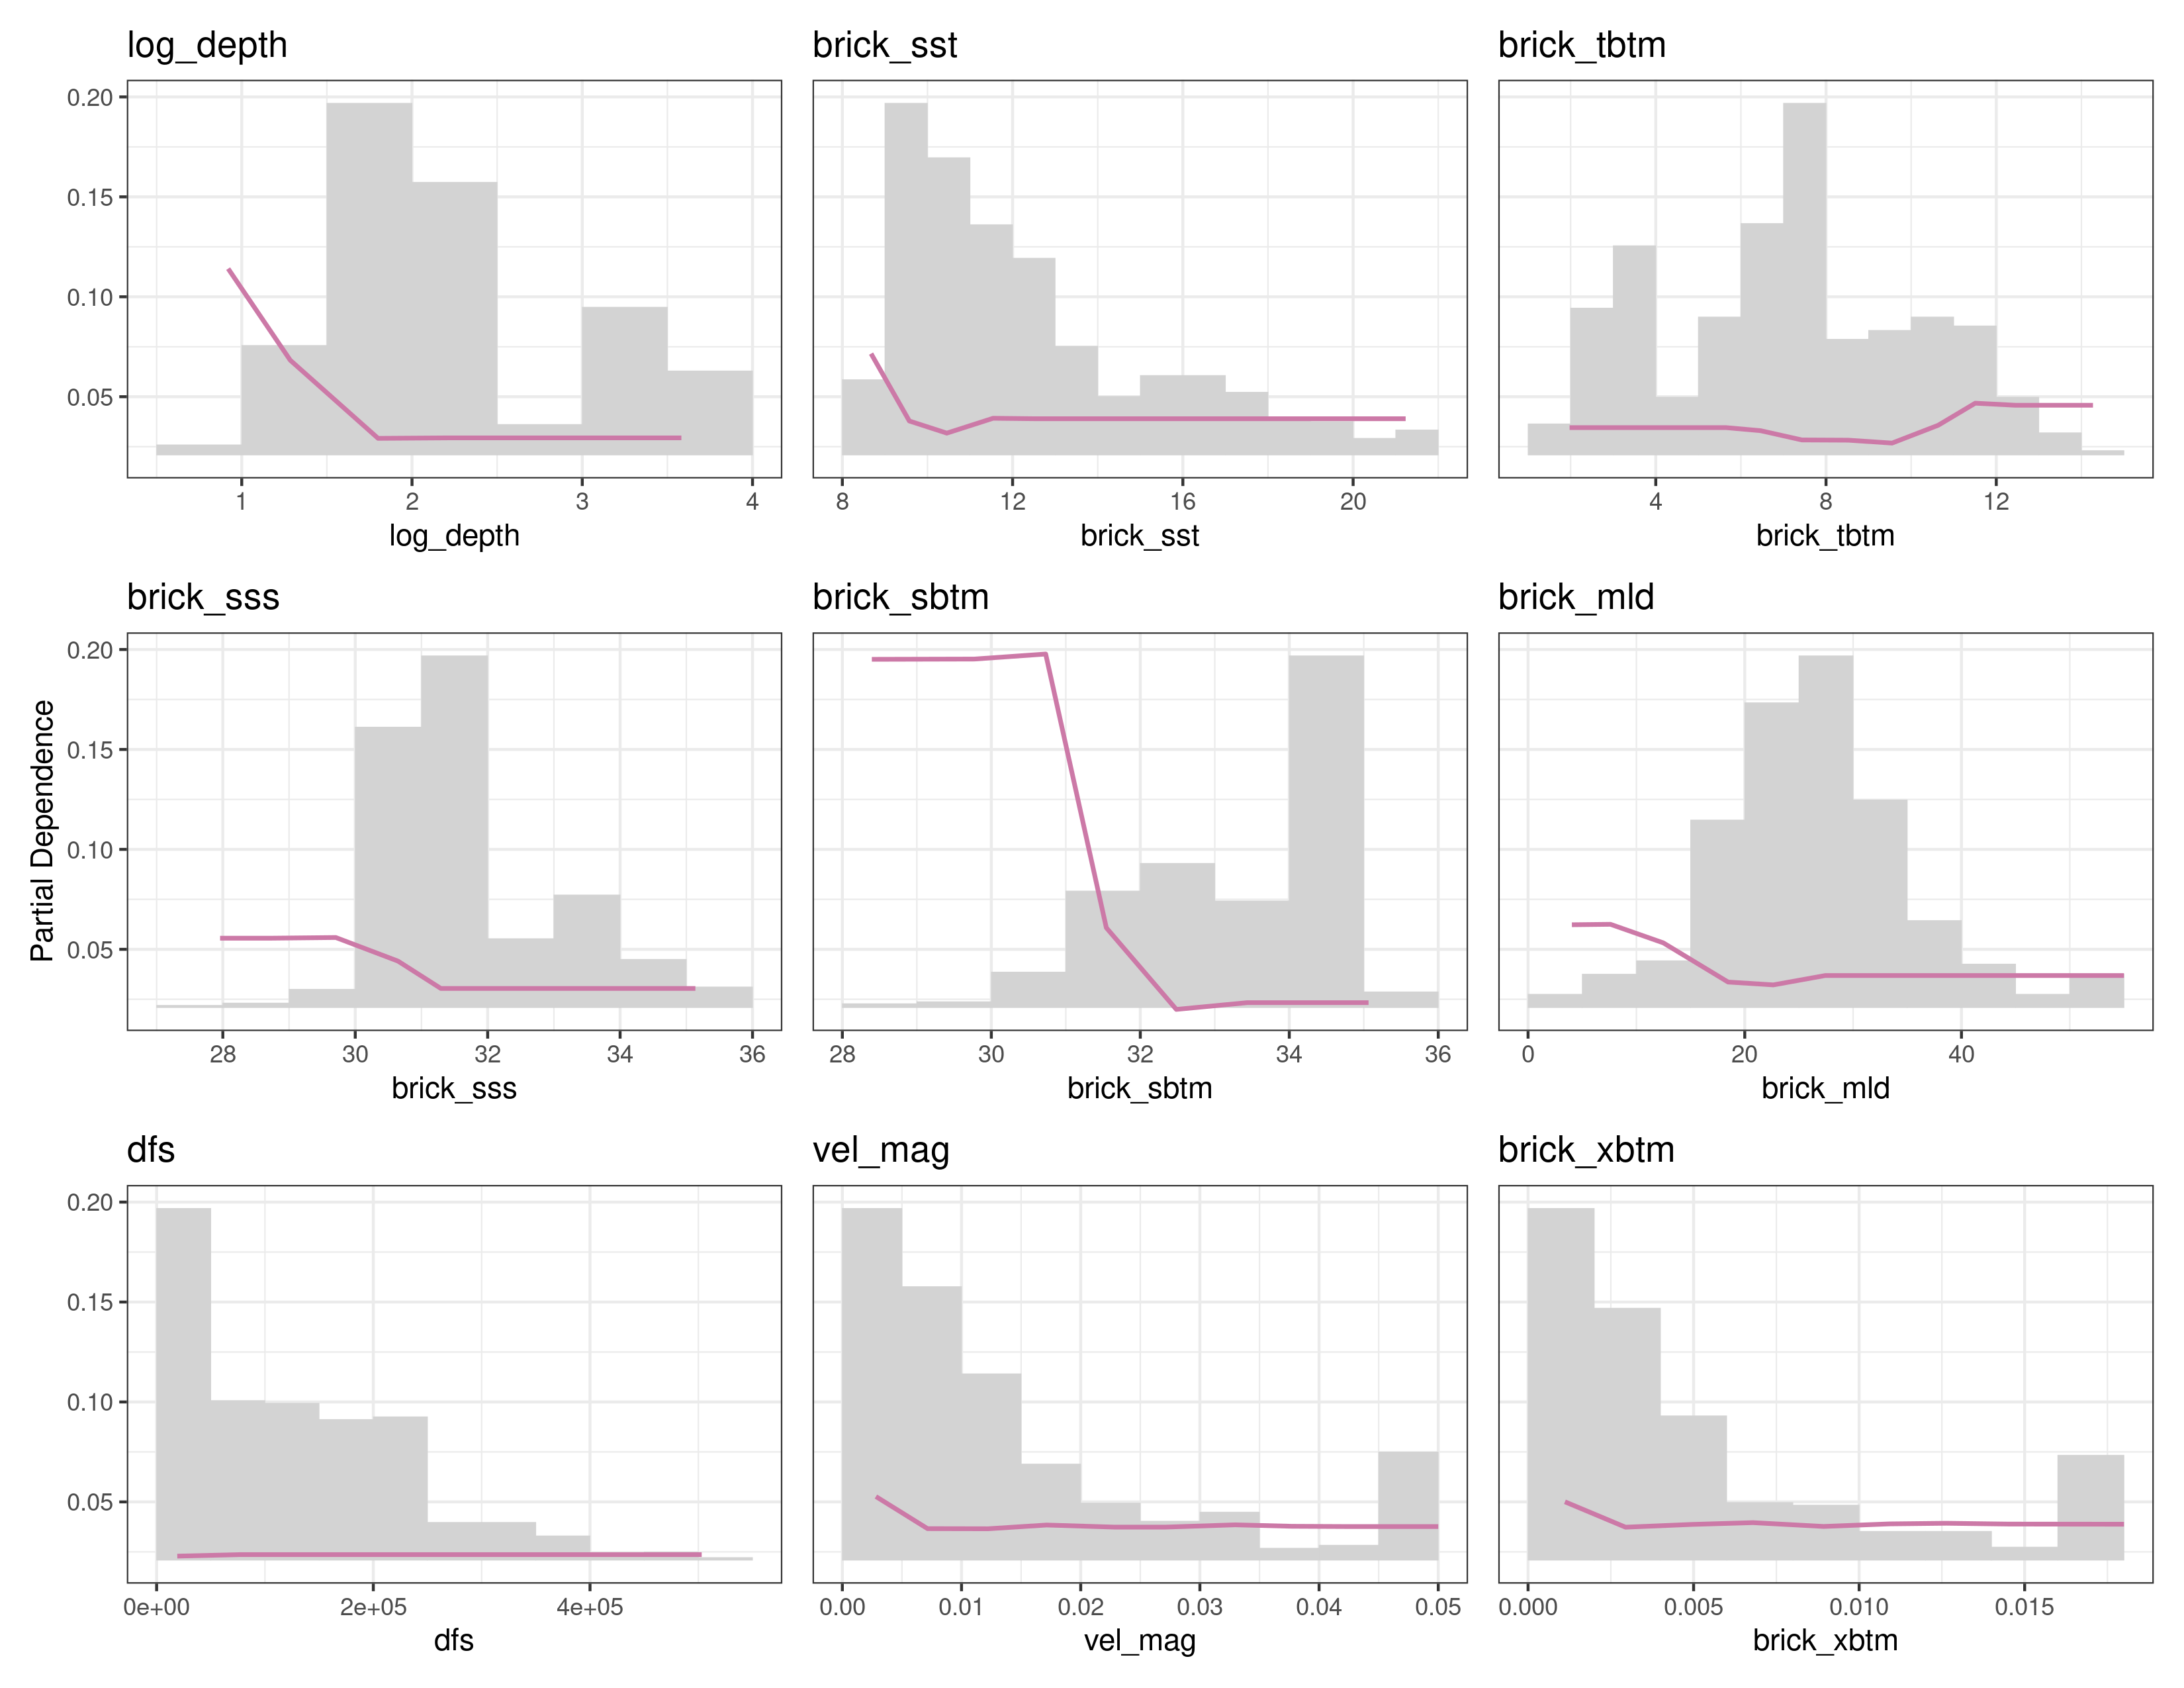 log_depth
brick_sst
brick_tbtm
0.20
0.15
0.10
0.05
1 2 3 4
8 12 16 20
4 8 12
log_depth
brick_sst
brick_tbtm
brick_sss
brick_sbtm
brick_mld
Partial Dependence
0.20
0.15
0.10
0.05
28 30 32 34 36
28 30 32 34 36
0 20 40
brick_sss
brick_sbtm
brick_mld
dfs
vel_mag
brick_xbtm
0.20
0.15
0.10
0.05
0e+00 2e+05 4e+05
0.00 0.01 0.02 0.03 0.04 0.05
0.000 0.005 0.010 0.015
dfs
vel_mag
brick_xbtm